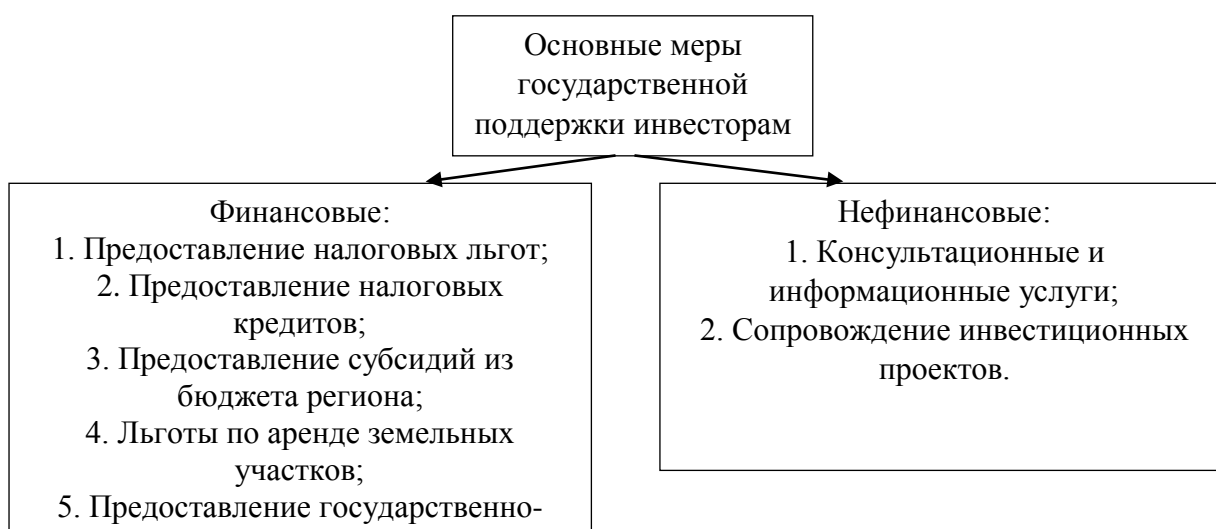 Основные меры
государственной
поддержки инвесторам
Финансовые:
1. Предоставление налоговых льгот;
2. Предоставление налоговых
кредитов;
3. Предоставление субсидий из
бюджета региона;
4. Льготы по аренде земельных
участков;
5. Предоставление государственно-
Нефинансовые:
1. Консультационные и
информационные услуги;
2. Сопровождение инвестиционных
проектов.